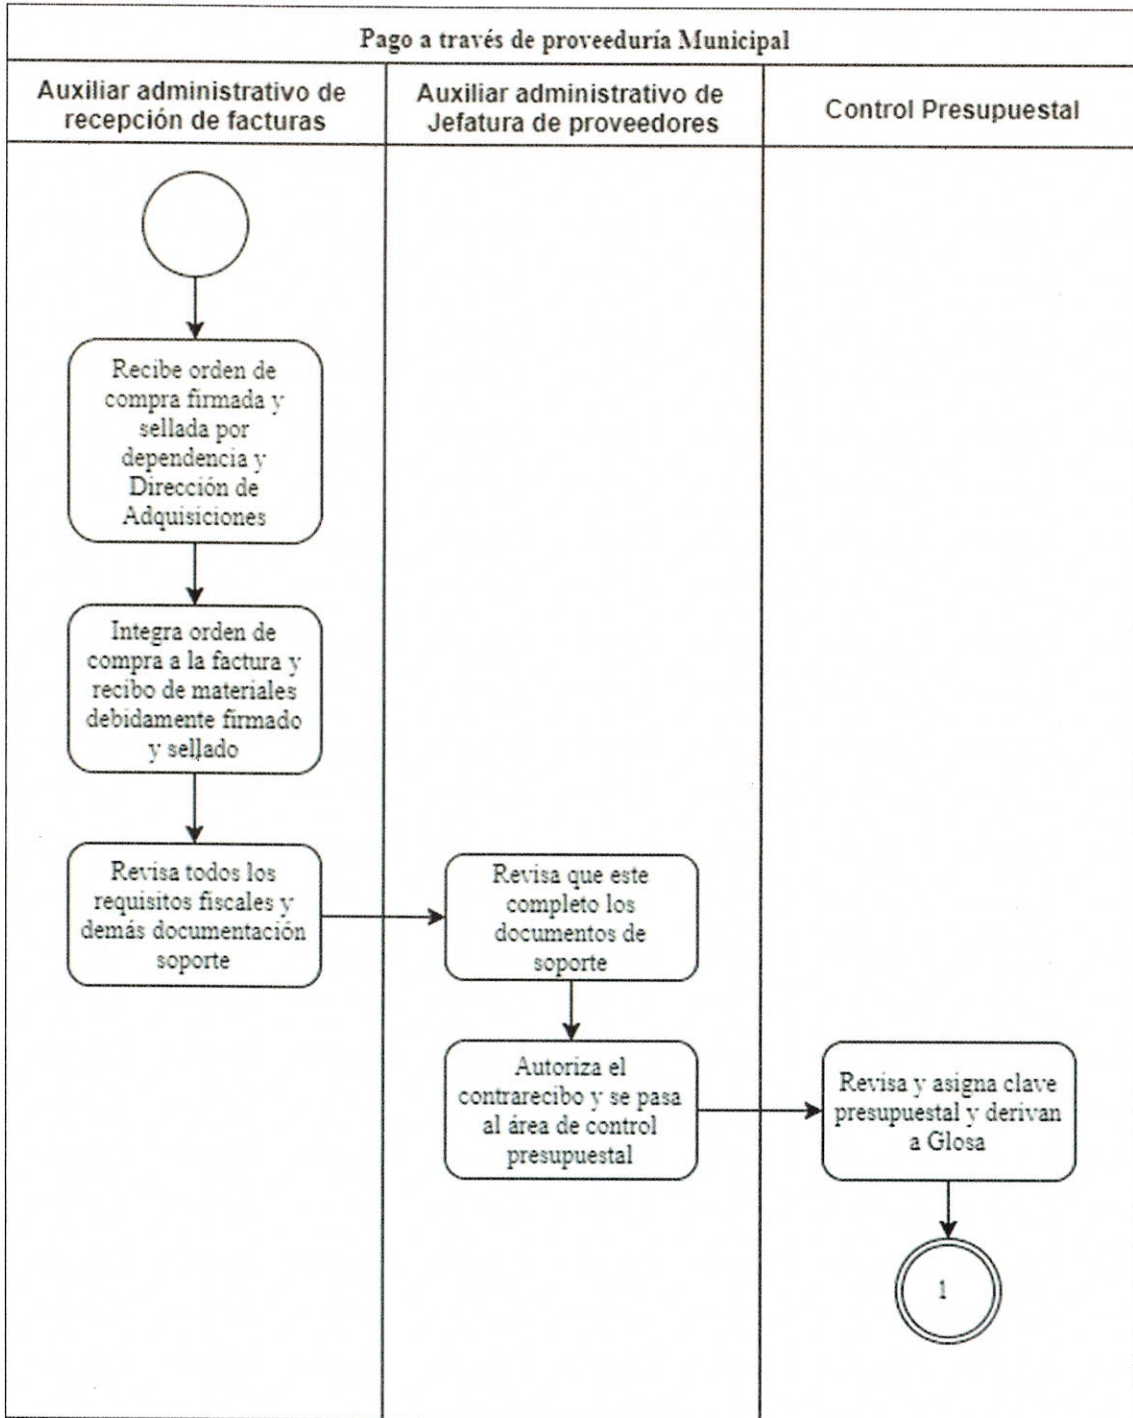 Pago a través de proveeduría Municipal
Auxiliar administrativo de
recepción de facturas
Auxiliar administrativo de
Jefatura de proveedores
Control Presupuestal
Recibe orden de
compra firmada y
sellada por
dependencia y
Dirección de
Adquisiciones
Integra orden de
compra a la factura y
recibo de materiales
debidamente firmado
y sellado
Revisa todos los
requisitos fiscales y
demás documentación
soporte
Revisa que este
completo los
documentos de
soporte
Autoriza el
contrarecibo y se pasa
al área de control
presupuestal
Revisa y asigna clave
presupuestal y derivan
a Glosa
1